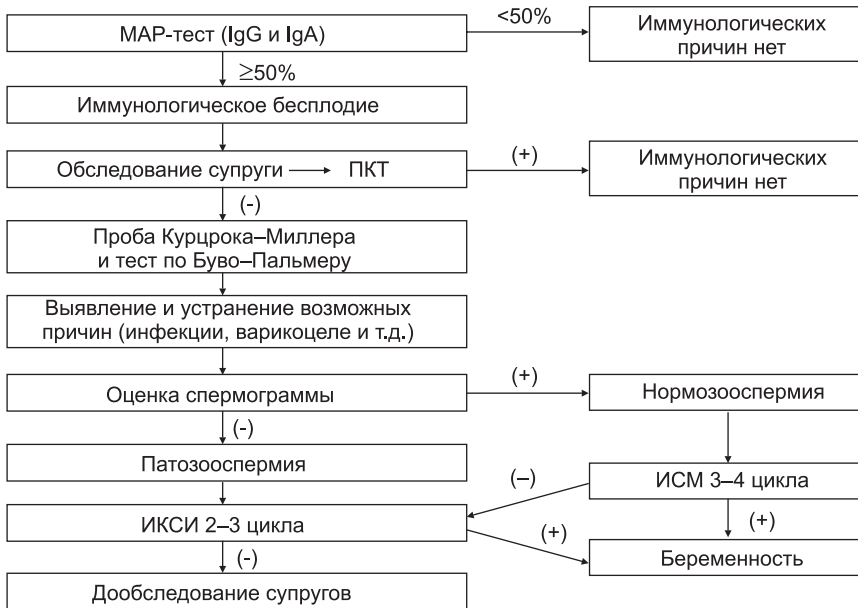 МАР-тест (IgG и IgA)
<50%
Иммунологических
причин нет
≥50%
Иммунологическое бесплодие
Обследование супруги → ПКТ
(+)
Иммунологических
причин нет
(-)
Проба Курцрока–Миллера
и тест по Буво–Пальмеру
Выявление и устранение возможных
причин (инфекции, варикоцеле и т.д.)
Оценка спермограммы
(+)
Нормозооспермия
(-)
Патозооспермия
(–)
ИСМ 3–4 цикла
ИКСИ 2–3 цикла
(+)
(+)
Беременность
(-)
Дообследование супругов